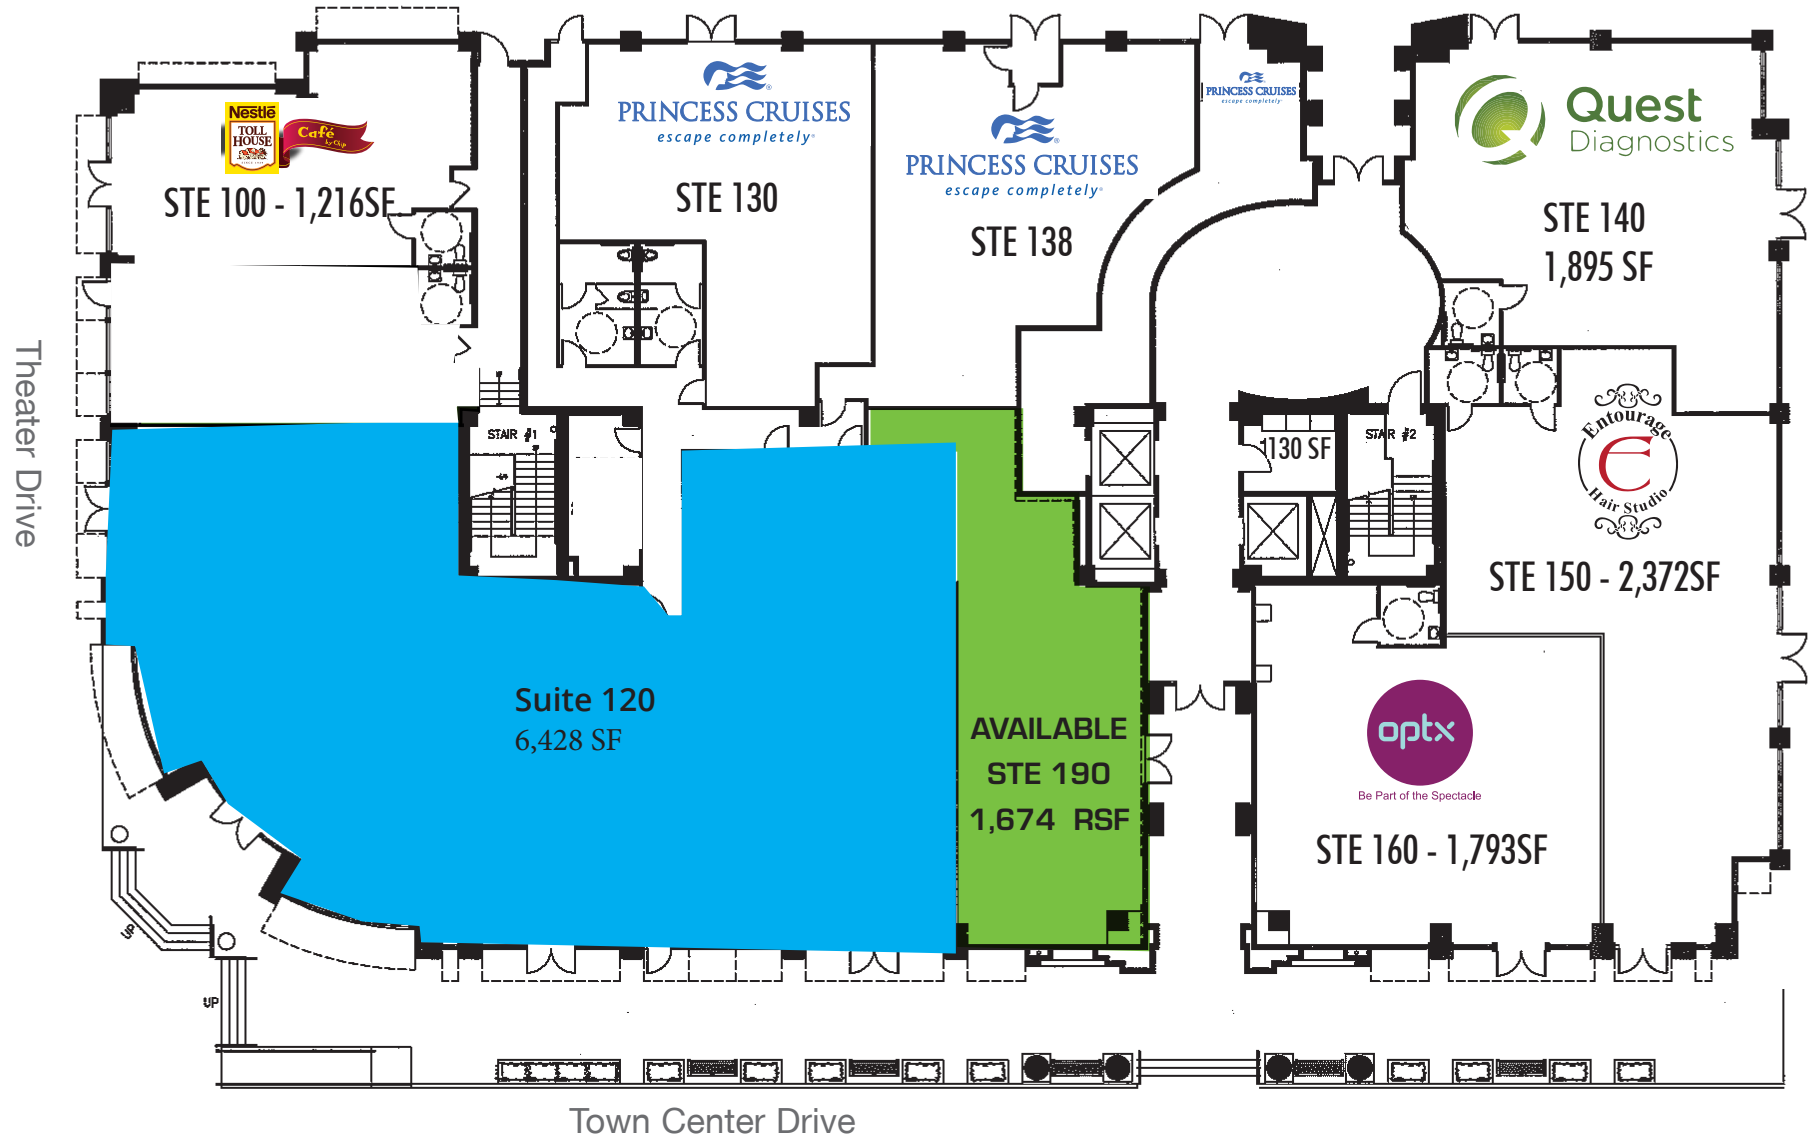 Nestlé
TOLL
HOUSE
SINCE 1939
Café
by Chip
STE 100 - 1,216SF
PRINCESS CRUISES
escape completely®
STE 130
PRINCESS CRUISES
escape completely®
STE 138
PRINCESS CRUISES
escape completely
Quest
Diagnostics
STE 140
1,895 SF
Theater Drive
STAIR #1
130 SF
STAIR #2
Entourage
E
Hair Studio
STE 150 - 2,372SF
Suite 120
6,428 SF
AVAILABLE
STE 190
1,674 RSF
optx
Be Part of the Spectacle
STE 160 - 1,793SF
UP
UP
Town Center Drive